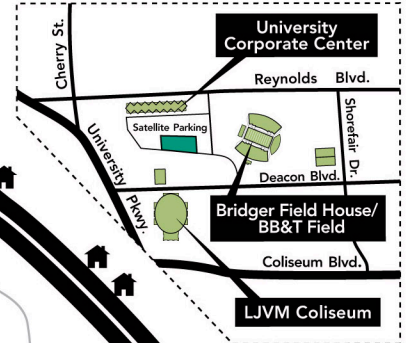 University
Corporate Center
Cherry St.
Reynolds Blvd.
Satellite Parking
University Pkwy.
Shorefair Dr.
Deacon Blvd.
Bridger Field House/
BB&T Field
Coliseum Blvd.
LJVM Coliseum